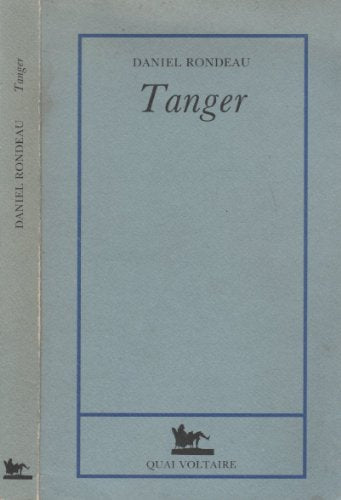 DANIEL RONDEAU
Tanger
QUAI VOLTAIRE
DANIEL RONDEAU
Tanger